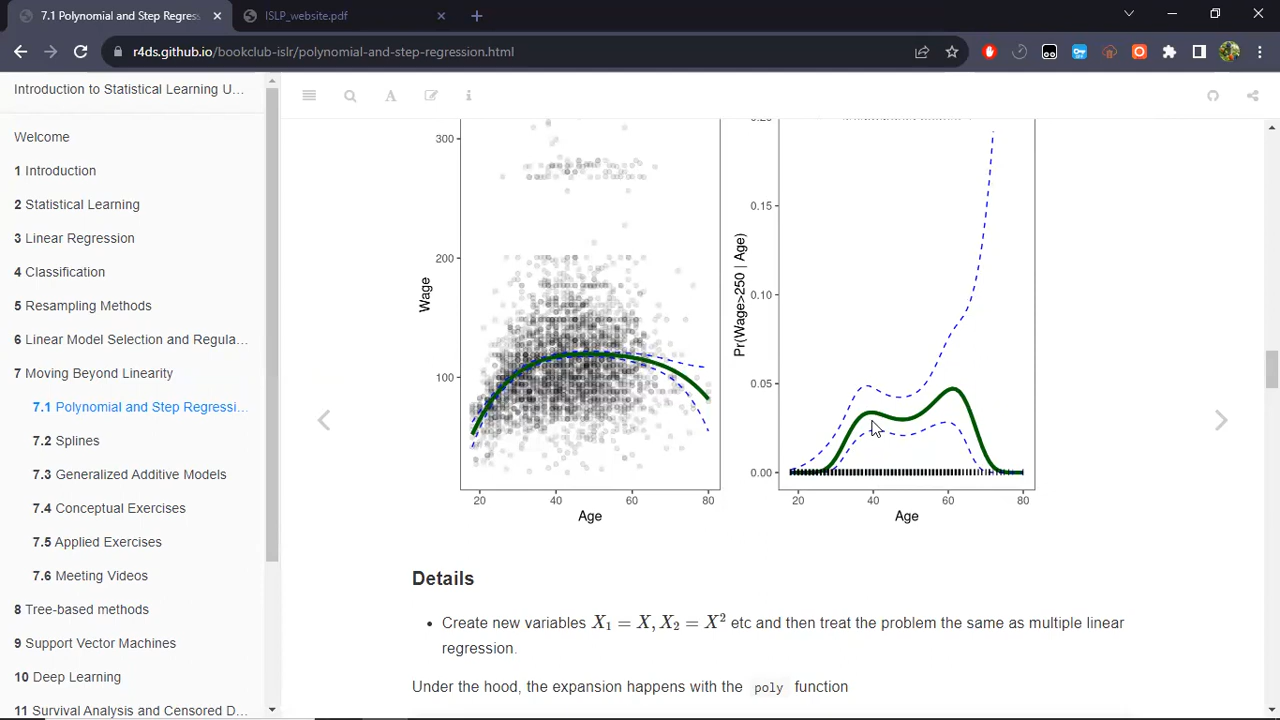 7.1 Polynomial and Step Regres
ISLP_website.pdf
r4ds.github.io/bookclub-islr/polynomial-and-step-regression.html
Introduction to Statistical Learning U...
Welcome
1 Introduction
2 Statistical Learning
3 Linear Regression
4 Classification
5 Resampling Methods
6 Linear Model Selection and Regula...
7 Moving Beyond Linearity
7.1 Polynomial and Step Regressi...
7.2 Splines
7.3 Generalized Additive Models
7.4 Conceptual Exercises
7.5 Applied Exercises
7.6 Meeting Videos
8 Tree-based methods
9 Support Vector Machines
10 Deep Learning
11 Survival Analysis and Censored D...
300
200
100
Wage
20 40 60 80
Age
0.20
0.15
0.10
0.05
0.00
Pr(Wage>250 | Age)
20 40 60 80
Age
Details
• Create new variables X₁ = X, X₂ = X² etc and then treat the problem the same as multiple linear
regression.
Under the hood, the expansion happens with the poly function